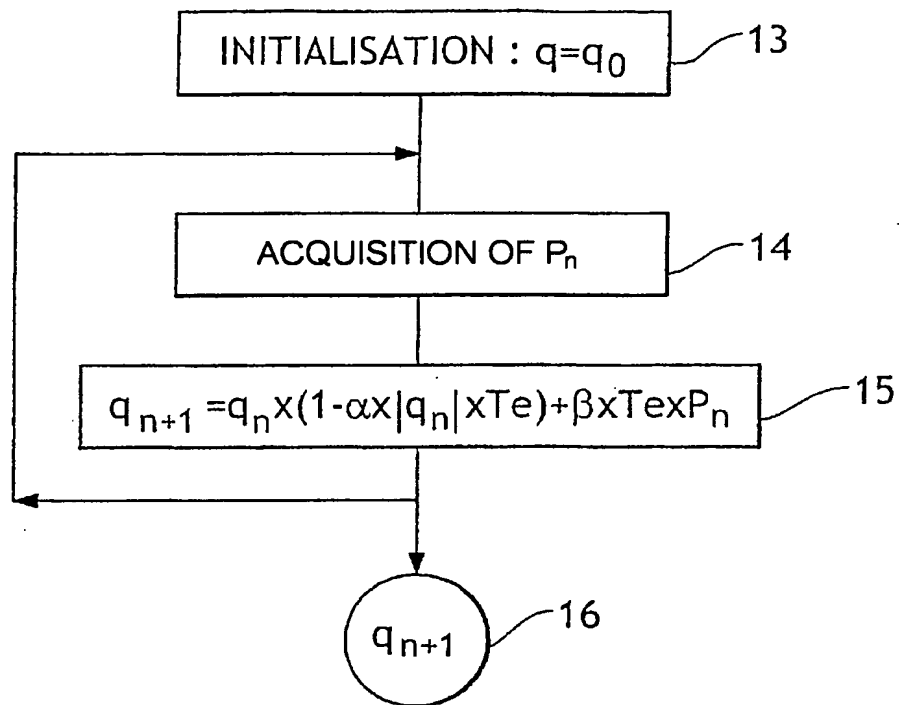 INITIALISATION : q=q₀
13
ACQUISITION OF Pₙ
14
qₙ₊₁ =qₙx(1-αx|qₙ|xTe)+βxTexPₙ
15
qₙ₊₁
16